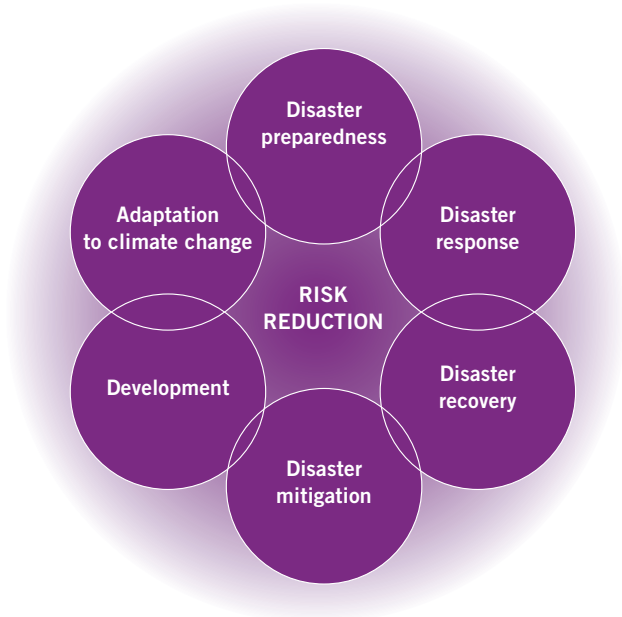 Disaster
preparedness
Adaptation
to climate change
Disaster
response
RISK
REDUCTION
Development
Disaster
recovery
Disaster
mitigation